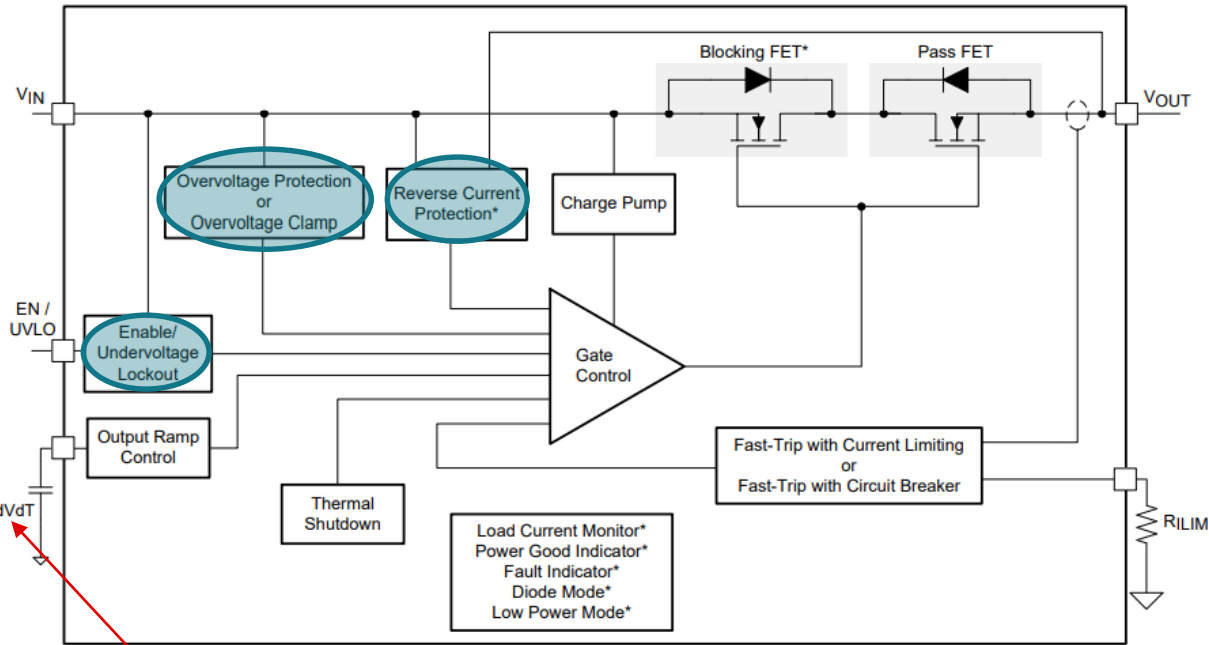 Blocking FET*
Pass FET
VIN
VOUT
Overvoltage Protection
or
Overvoltage Clamp
Reverse Current
Protection*
Charge Pump
EN /
UVLO
Enable/
Undervoltage
Lockout
Gate
Control
Output Ramp
Control
Fast-Trip with Current Limiting
or
Fast-Trip with Circuit Breaker
dVdT
Thermal
Shutdown
Load Current Monitor*
Power Good Indicator*
Fault Indicator*
Diode Mode*
Low Power Mode*
RILIM